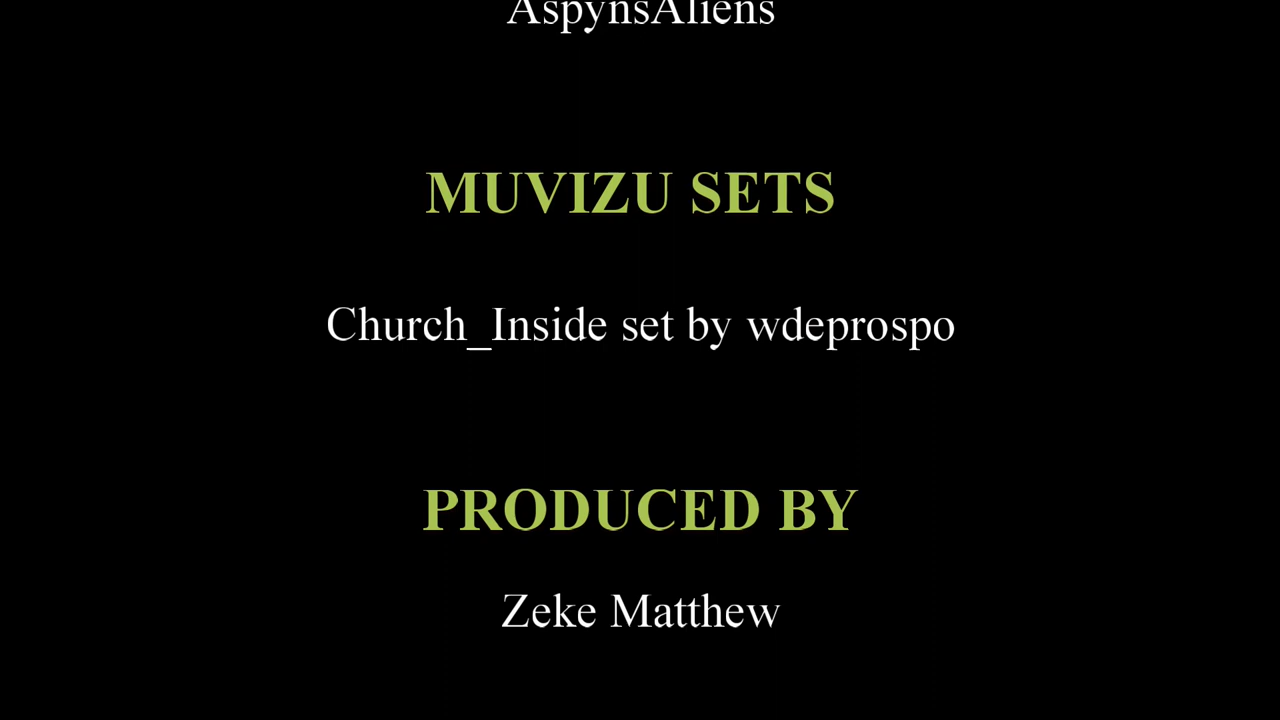 AspynsAliens
MUVIZU SETS
Church_Inside set by wdeprospo
PRODUCED BY
Zeke Matthew